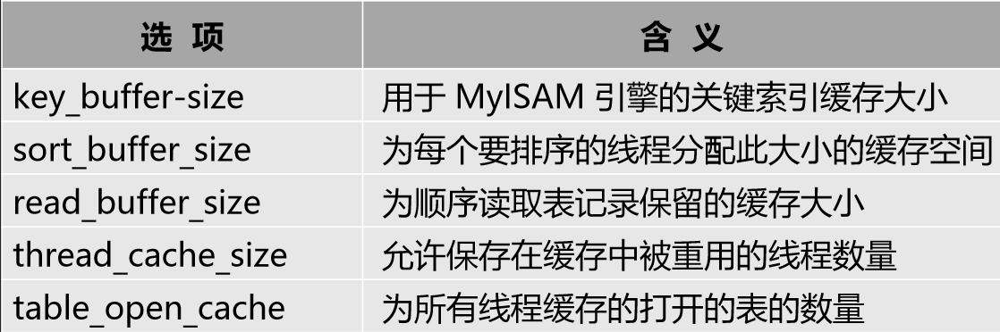 选 项 含 义
key_buffer-size 用于 MyISAM 引擎的关键索引缓存大小
sort_buffer_size 为每个要排序的线程分配此大小的缓存空间
read_buffer_size 为顺序读取表记录保留的缓存大小
thread_cache_size 允许保存在缓存中被重用的线程数量
table_open_cache 为所有线程缓存的打开的表的数量